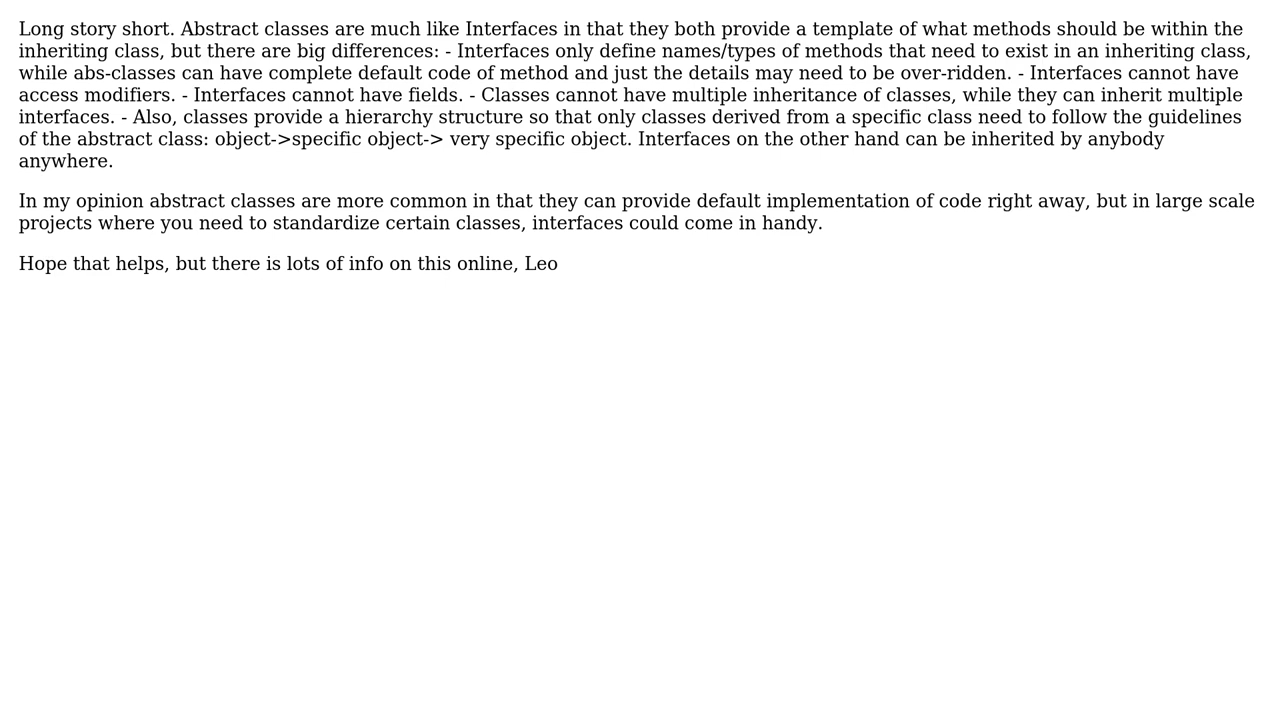 Long story short. Abstract classes are much like Interfaces in that they both provide a template of what methods should be within the
inheriting class, but there are big differences: - Interfaces only define names/types of methods that need to exist in an inheriting class,
while abs-classes can have complete default code of method and just the details may need to be over-ridden. - Interfaces cannot have
access modifiers. - Interfaces cannot have fields. - Classes cannot have multiple inheritance of classes, while they can inherit multiple
interfaces. - Also, classes provide a hierarchy structure so that only classes derived from a specific class need to follow the guidelines
of the abstract class: object->specific object-> very specific object. Interfaces on the other hand can be inherited by anybody
anywhere.
In my opinion abstract classes are more common in that they can provide default implementation of code right away, but in large scale
projects where you need to standardize certain classes, interfaces could come in handy.
Hope that helps, but there is lots of info on this online, Leo